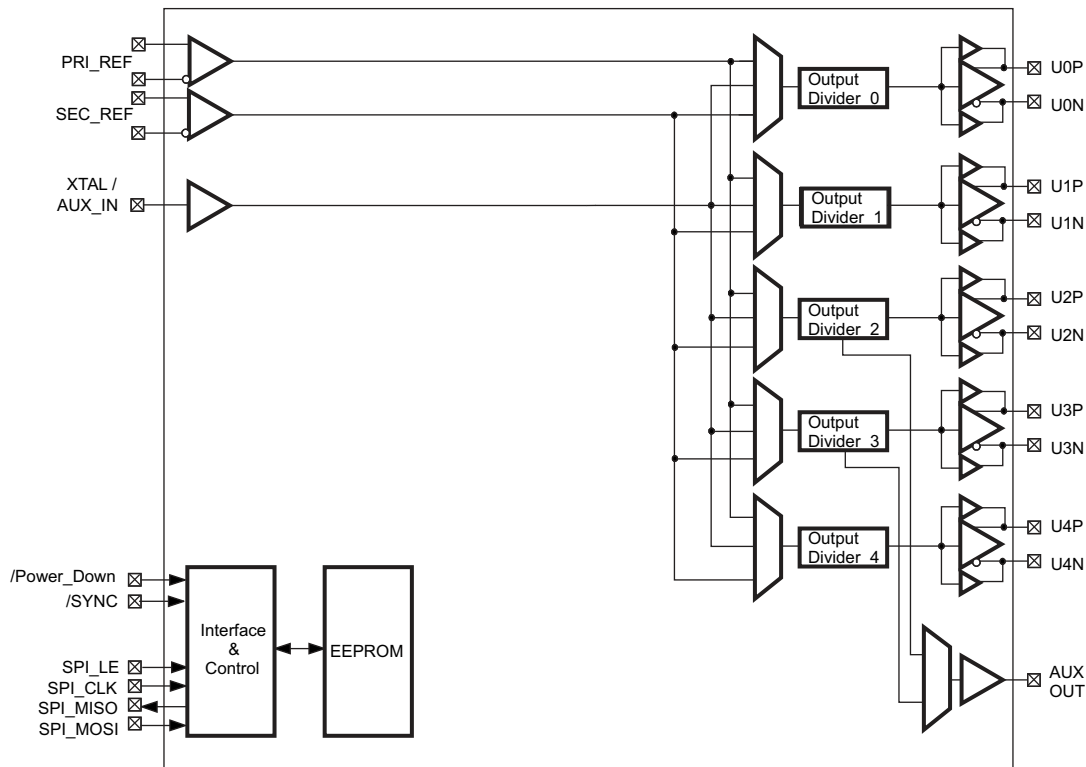 PRI_REF
SEC_REF
XTAL /
AUX_IN
Output
Divider_0
U0P
U0N
Output
Divider_1
U1P
U1N
Output
Divider_2
U2P
U2N
Output
Divider_3
U3P
U3N
Output
Divider_4
U4P
U4N
/Power_Down
/SYNC
SPI_LE
SPI_CLK
SPI_MISO
SPI_MOSI
Interface
&
Control
EEPROM
AUX
OUT